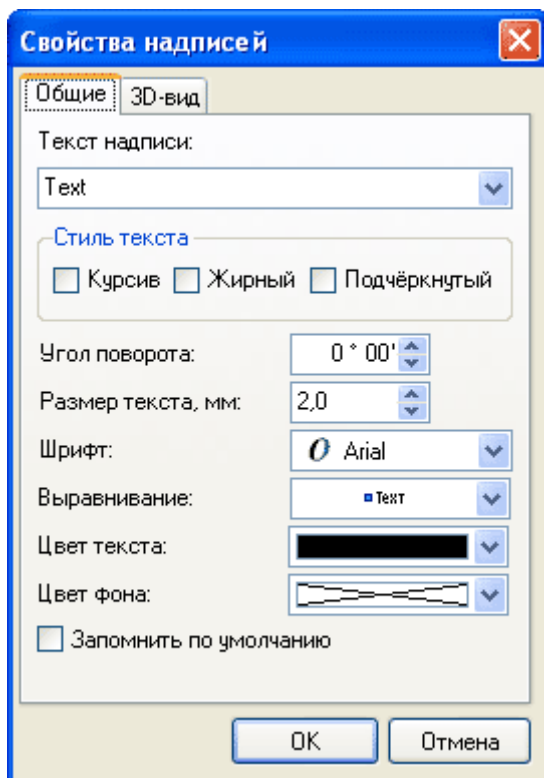 Свойства надписей
Общие 3D-вид
Текст надписи:
Text
Стиль текста
Курсив Жирный Подчёркнутый
Угол поворота: 0 ° 00'
Размер текста, мм: 2,0
Шрифт: O Arial
Выравнивание: Text
Цвет текста:
Цвет фона:
Запомнить по умолчанию
OK Отмена